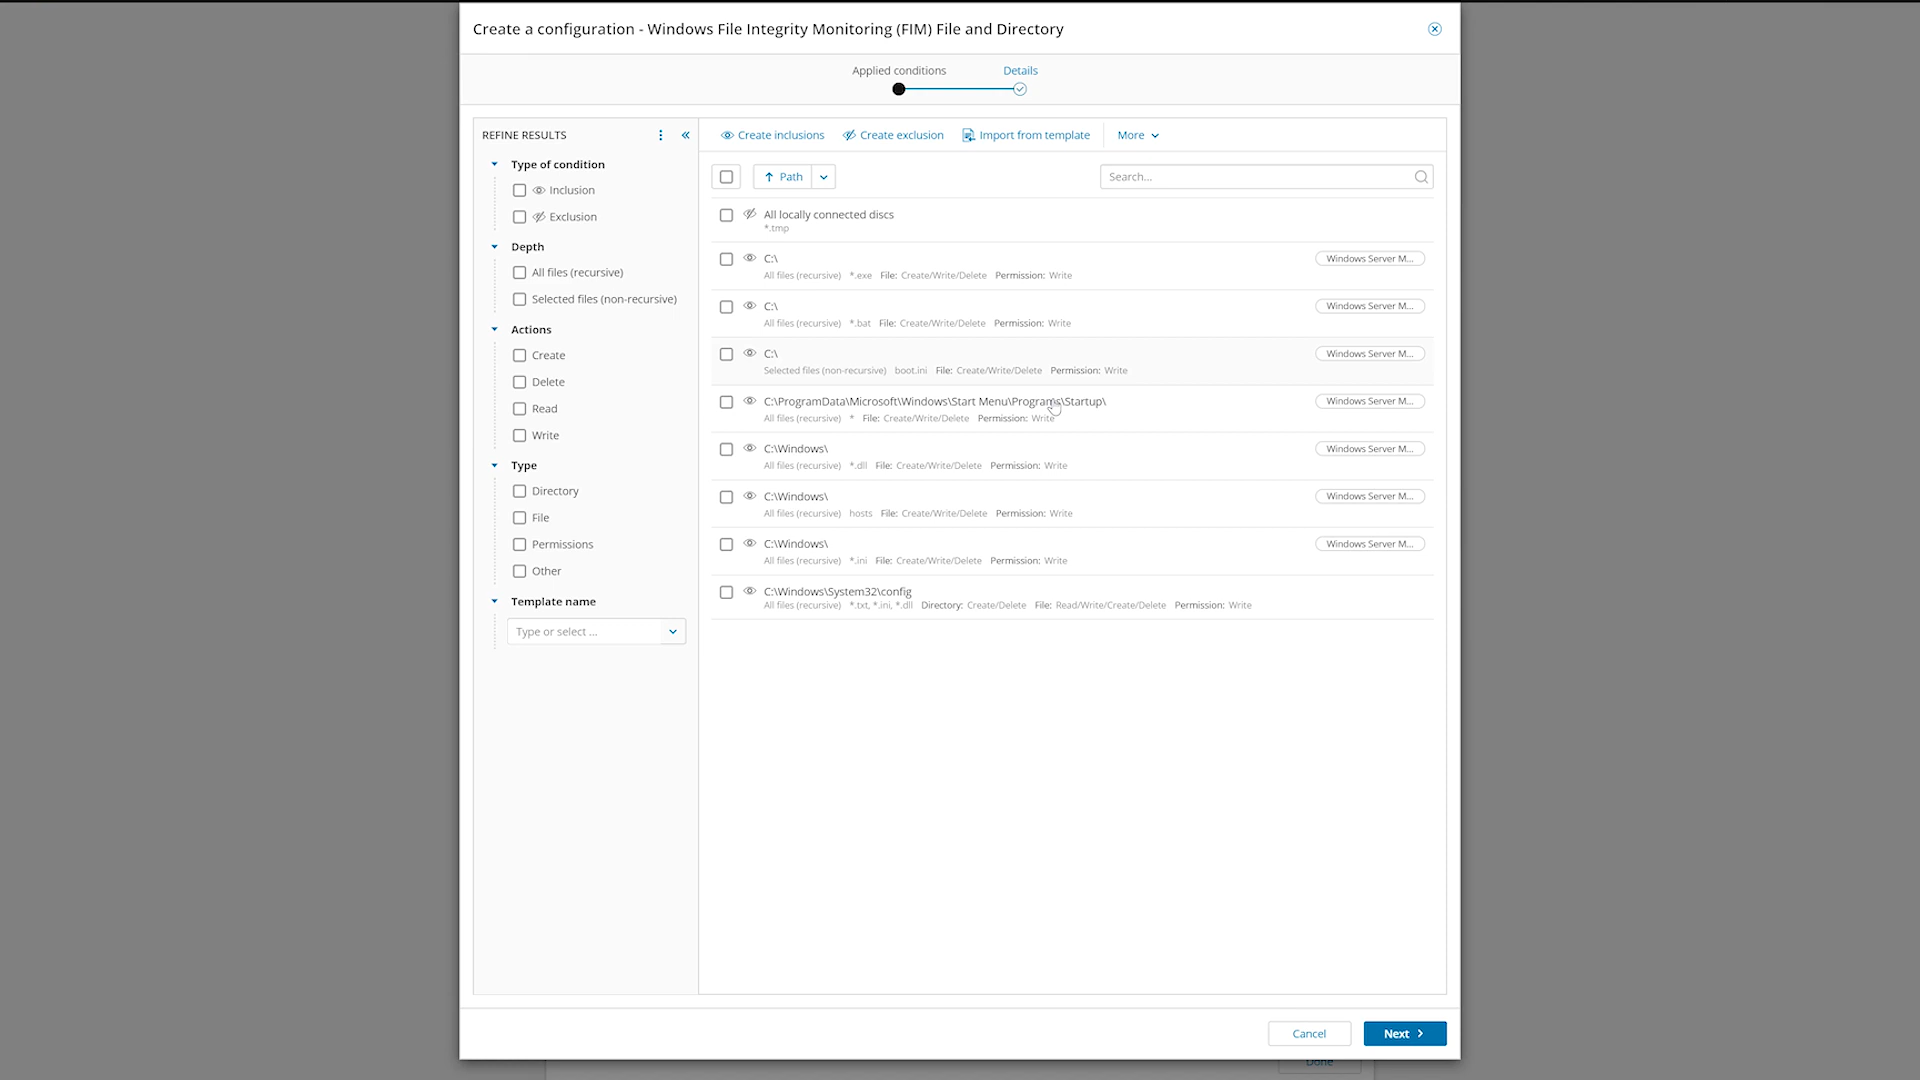 Create a configuration - Windows File Integrity Monitoring (FIM) File and Directory
Applied conditions
Details
REFINE RESULTS
Type of condition
Inclusion
Exclusion
Depth
All files (recursive)
Selected files (non-recursive)
Actions
Create
Delete
Read
Write
Type
Directory
File
Permissions
Other
Template name
Type or select ...
Create inclusions Create exclusion Import from template More
Path
Search...
All locally connected discs
*.tmp
C:\ Windows Server M...
All files (recursive) *.exe File: Create/Write/Delete Permission: Write
C:\ Windows Server M...
All files (recursive) *.bat File: Create/Write/Delete Permission: Write
C:\ Windows Server M...
Selected files (non-recursive) boot.ini File: Create/Write/Delete Permission: Write
C:\ProgramData\Microsoft\Windows\Start Menu\Programs\Startup\ Windows Server M...
All files (recursive) * File: Create/Write/Delete Permission: Write
C:\Windows\ Windows Server M...
All files (recursive) *.dll File: Create/Write/Delete Permission: Write
C:\Windows\ Windows Server M...
All files (recursive) hosts File: Create/Write/Delete Permission: Write
C:\Windows\ Windows Server M...
All files (recursive) *.ini File: Create/Write/Delete Permission: Write
C:\Windows\System32\config
All files (recursive) *.txt, *.ini, *.dll Directory: Create/Delete File: Read/Write/Create/Delete Permission: Write
Cancel Next
Done